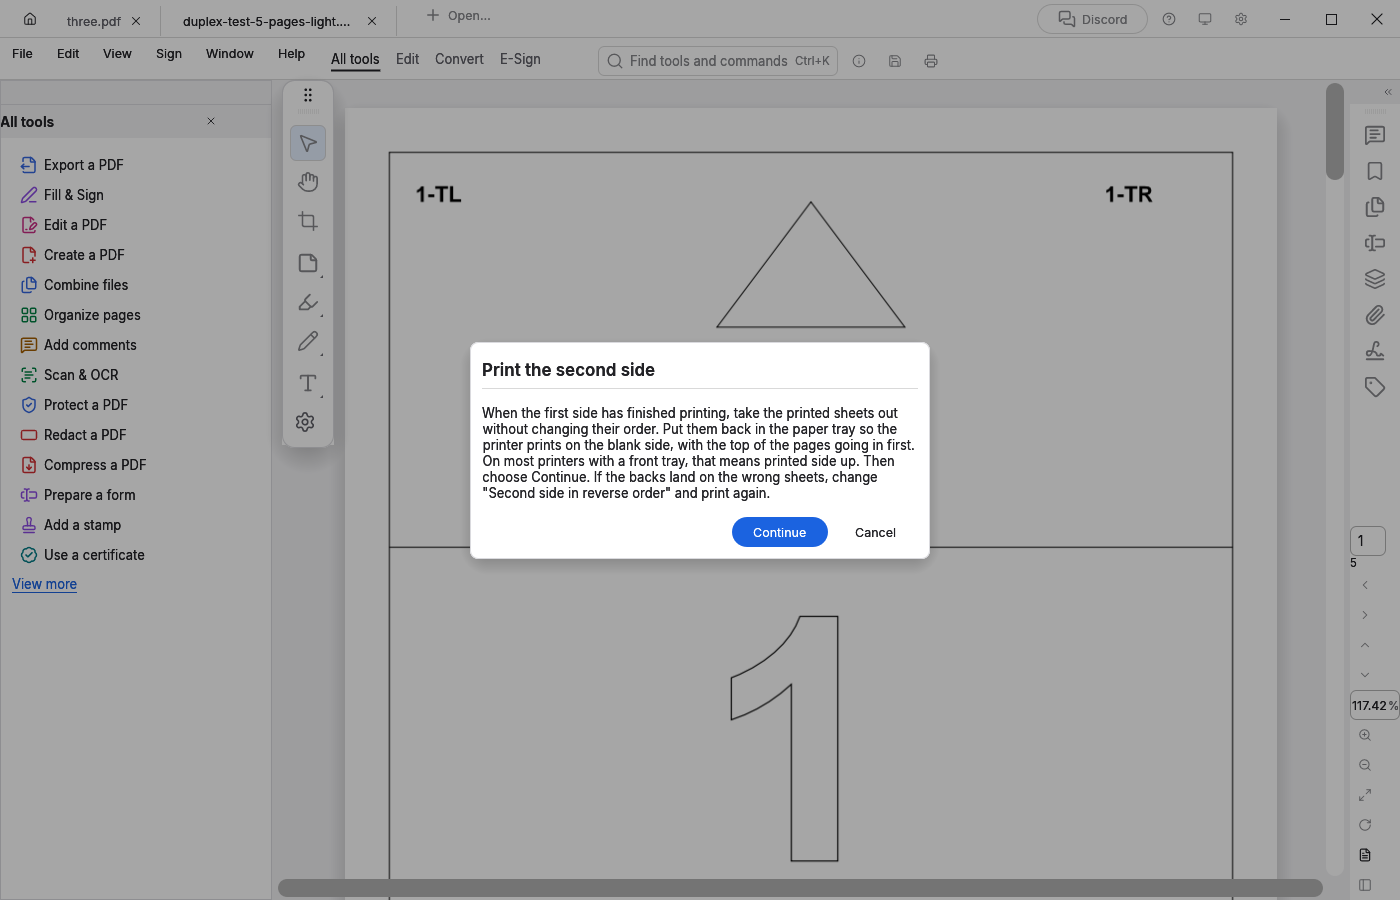 three.pdf
duplex-test-5-pages-light....
Open...
Discord
File
Edit
View
Sign
Window
Help
All tools
Edit
Convert
E-Sign
Find tools and commands
Ctrl+K
All tools
Export a PDF
Fill & Sign
Edit a PDF
Create a PDF
Combine files
Organize pages
Add comments
Scan & OCR
Protect a PDF
Redact a PDF
Compress a PDF
Prepare a form
Add a stamp
Use a certificate
View more
1-TL
1-TR
Print the second side
When the first side has finished printing, take the printed sheets out
without changing their order. Put them back in the paper tray so the
printer prints on the blank side, with the top of the pages going in first.
On most printers with a front tray, that means printed side up. Then
choose Continue. If the backs land on the wrong sheets, change
"Second side in reverse order" and print again.
Continue
Cancel
1
1
5
117.42%